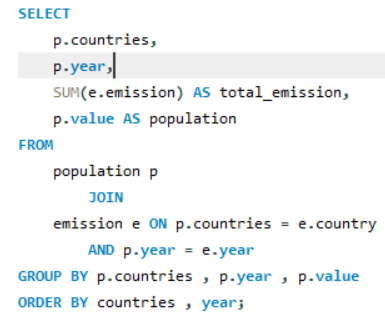 SELECT
p.countries,
p.year,
SUM(e.emission) AS total_emission,
p.value AS population
FROM
population p
JOIN
emission e ON p.countries = e.country
AND p.year = e.year
GROUP BY p.countries , p.year , p.value
ORDER BY countries , year;